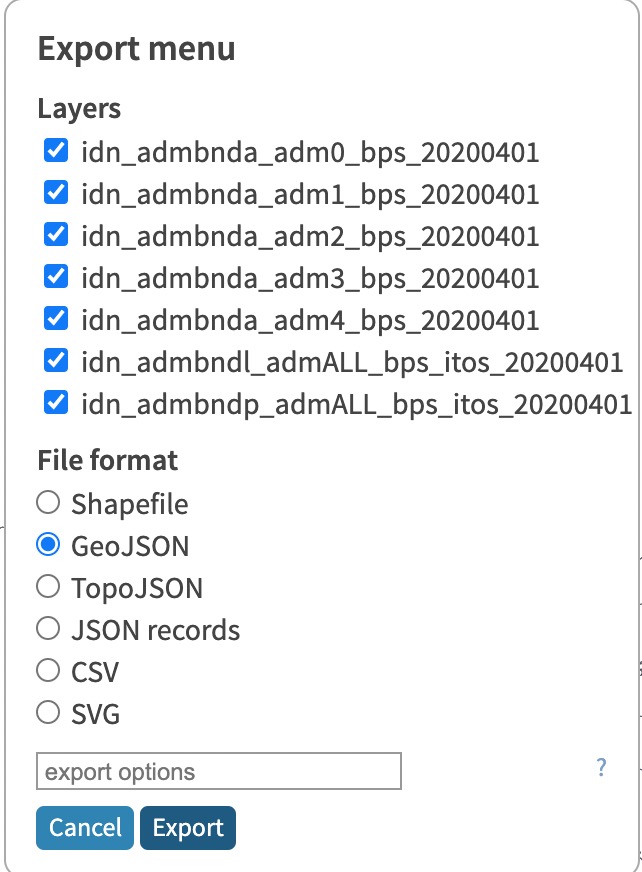 Export menu
Layers
idn_admbnda_adm0_bps_20200401
idn_admbnda_adm1_bps_20200401
idn_admbnda_adm2_bps_20200401
idn_admbnda_adm3_bps_20200401
idn_admbnda_adm4_bps_20200401
idn_admbndl_admALL_bps_itos_20200401
idn_admbndp_admALL_bps_itos_20200401
File format
Shapefile
GeoJSON
TopoJSON
JSON records
CSV
SVG
export options ?
Cancel Export